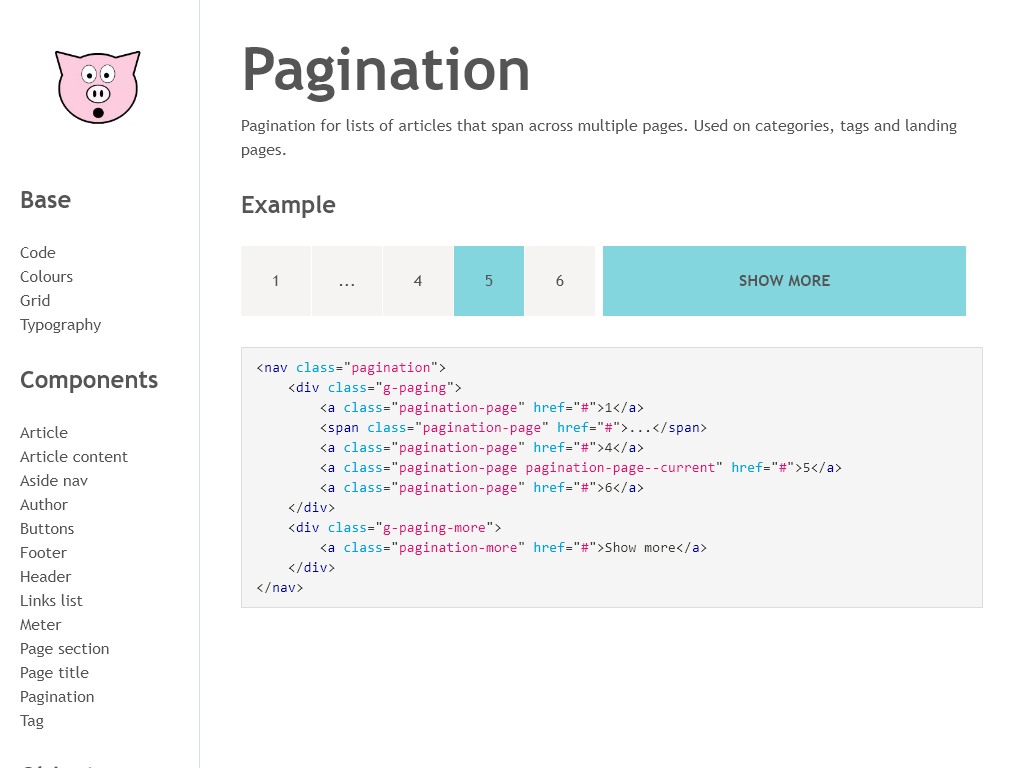 Base
Code
Colours
Grid
Typography
Components
Article
Article content
Aside nav
Author
Buttons
Footer
Header
Links list
Meter
Page section
Page title
Pagination
Tag
Pagination
Pagination for lists of articles that span across multiple pages. Used on categories, tags and landing
pages.
Example
1 ... 4 5 6 SHOW MORE
<nav class="pagination">
    <div class="g-paging">
        <a class="pagination-page" href="#">1</a>
        <span class="pagination-page" href="#">...</span>
        <a class="pagination-page" href="#">4</a>
        <a class="pagination-page pagination-page--current" href="#">5</a>
        <a class="pagination-page" href="#">6</a>
    </div>
    <div class="g-paging-more">
        <a class="pagination-more" href="#">Show more</a>
    </div>
</nav>